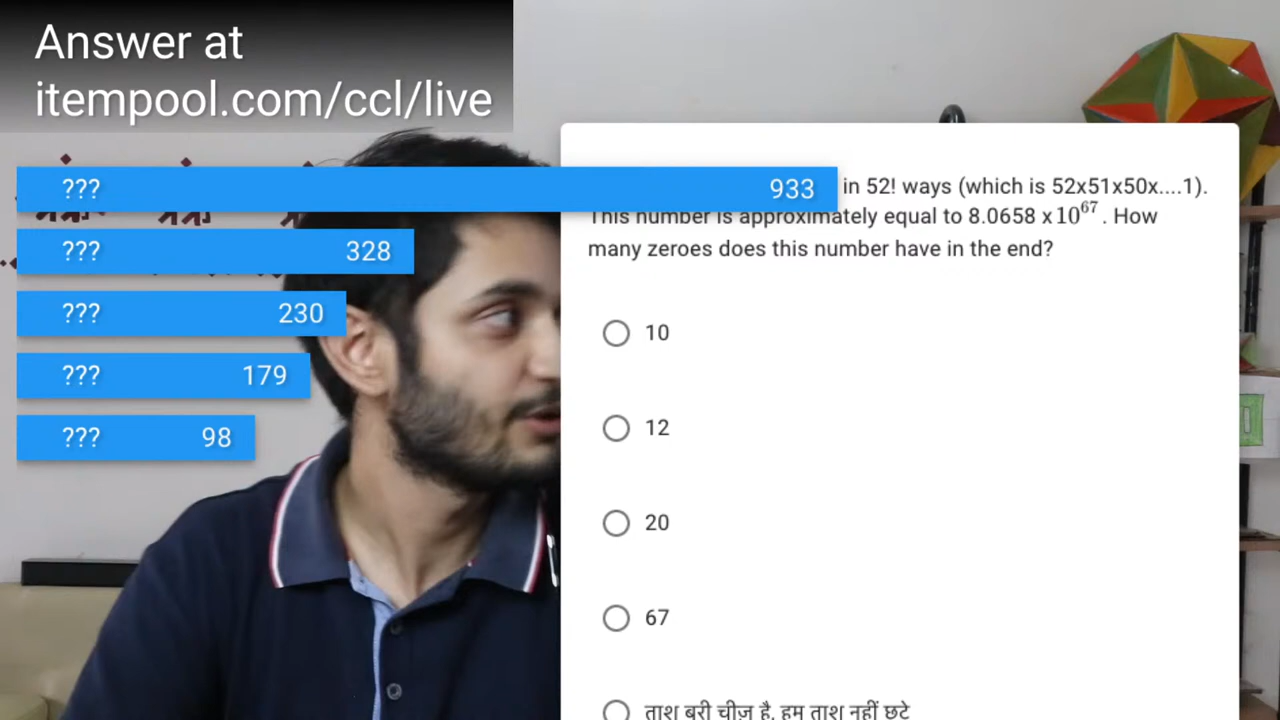 Answer at
itempool.com/ccl/live
??? 933
??? 328
??? 230
??? 179
??? 98
in 52! ways (which is 52x51x50x....1).
This number is approximately equal to 8.0658 x 10^67 . How
many zeroes does this number have in the end?
10
12
20
67
ताश बुरी चीज़ है, हम ताश नहीं छूते